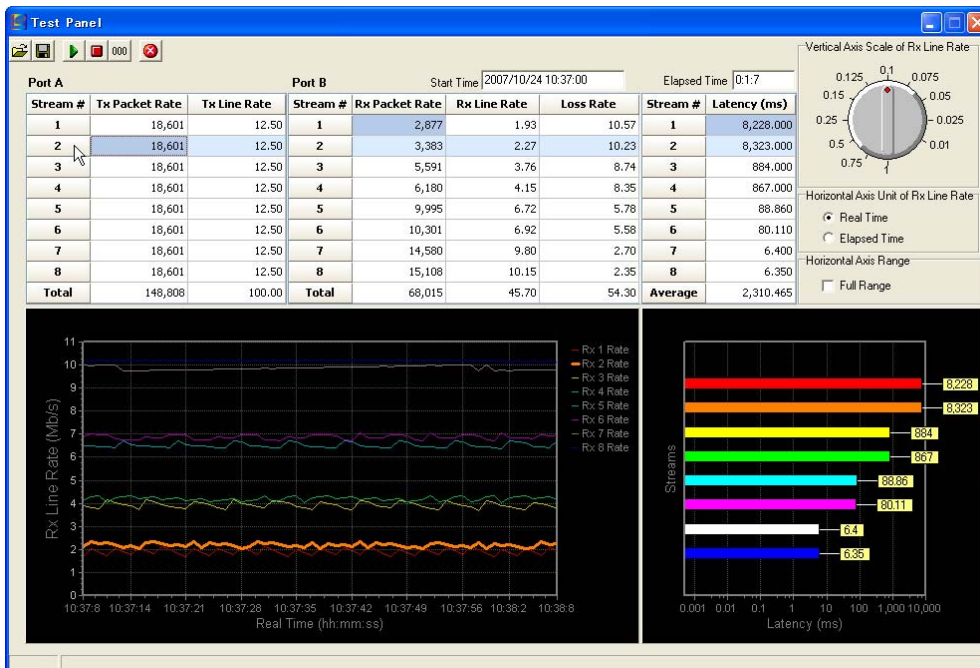 Test Panel
000
Port A
Port B
Start Time 2007/10/24 10:37:00
Elapsed Time 0:1:7
Stream # Tx Packet Rate Tx Line Rate Stream # Rx Packet Rate Rx Line Rate Loss Rate Stream # Latency (ms)
1 18,601 12.50 1 2,877 1.93 10.57 1 8,228.000
2 18,601 12.50 2 3,383 2.27 10.23 2 8,323.000
3 18,601 12.50 3 5,591 3.76 8.74 3 884.000
4 18,601 12.50 4 6,180 4.15 8.35 4 867.000
5 18,601 12.50 5 9,995 6.72 5.78 5 88.860
6 18,601 12.50 6 10,301 6.92 5.58 6 80.110
7 18,601 12.50 7 14,580 9.80 2.70 7 6.400
8 18,601 12.50 8 15,108 10.15 2.35 8 6.350
Total 148,808 100.00 Total 68,015 45.70 54.30 Average 2,310.465
Vertical Axis Scale of Rx Line Rate
0.1
0.125 0.075
0.15 0.05
0.25 0.025
0.5 0.01
0.75 1
Horizontal Axis Unit of Rx Line Rate
Real Time
Elapsed Time
Horizontal Axis Range
Full Range
Rx Line Rate (Mb/s)
11
10
9
8
7
6
5
4
3
2
1
0
10:37:8 10:37:14 10:37:21 10:37:28 10:37:35 10:37:42 10:37:49 10:37:56 10:38:2 10:38:8
Real Time (hh:mm:ss)
Rx 1 Rate
Rx 2 Rate
Rx 3 Rate
Rx 4 Rate
Rx 5 Rate
Rx 6 Rate
Rx 7 Rate
Rx 8 Rate
Streams
8,228
8,323
884
867
88.86
80.11
6.4
6.35
0.001 0.01 0.1 1 10 100 1,000 10,000
Latency (ms)